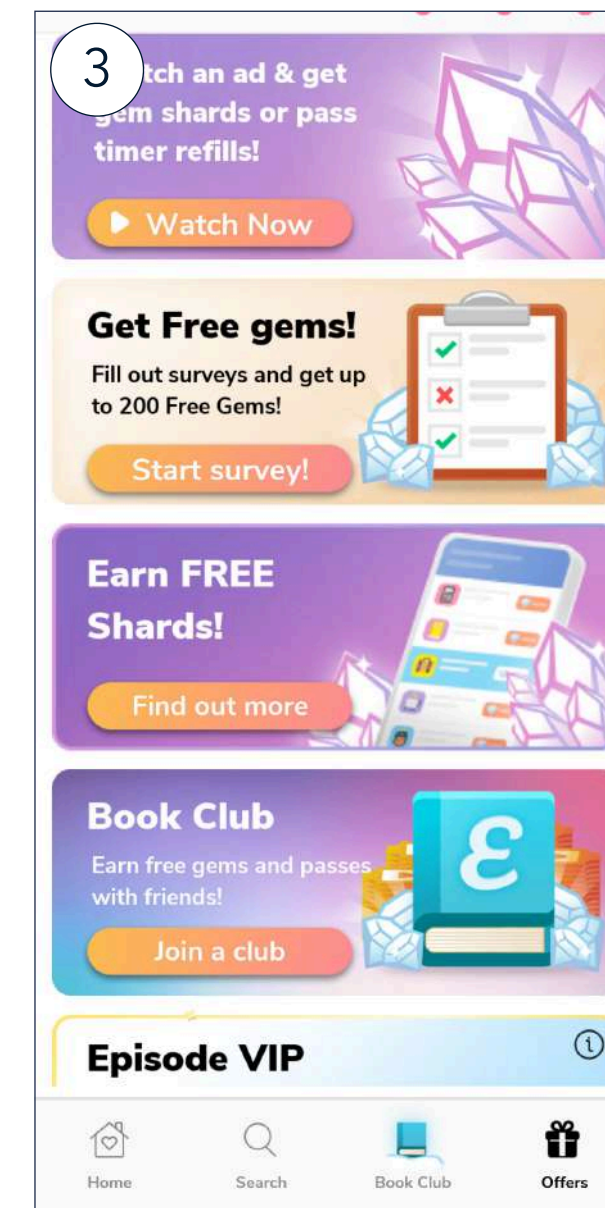 3
tch an ad & get
gem shards or pass
timer refills!
Watch Now
Get Free gems!
Fill out surveys and get up
to 200 Free Gems!
Start survey!
Earn FREE
Shards!
Find out more
Book Club
Earn free gems and passes
with friends!
Join a club
Episode VIP
Home Search Book Club Offers